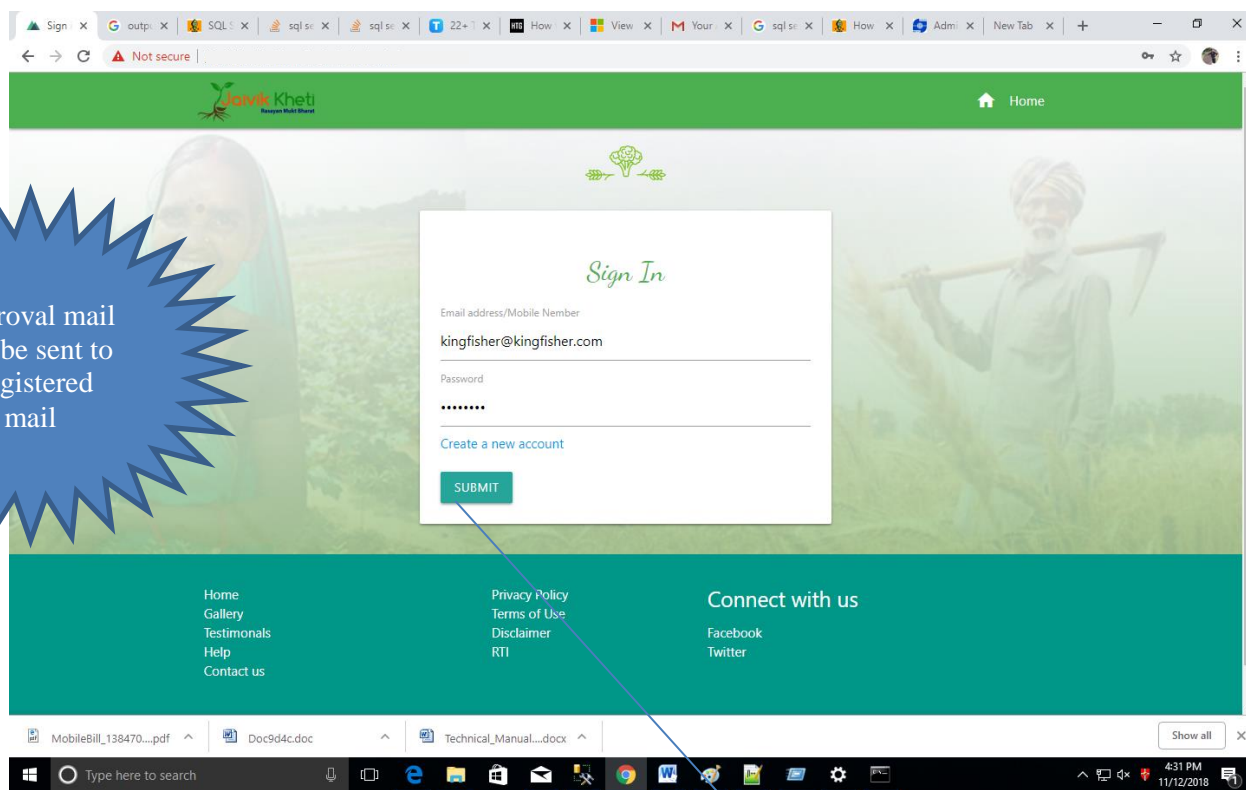 Sign
outpu
SQL S
sql se
sql se
22+ T
How
View
Your
sql se
How
Admi
New Tab
Not secure
Jaivik Kheti
Rasayan Mukt Bharat
Home
roval mail
be sent to
gistered
mail
Sign In
Email address/Mobile Nember
kingfisher@kingfisher.com
Password
••••••••
Create a new account
SUBMIT
Home
Gallery
Testimonals
Help
Contact us
Privacy Policy
Terms of Use
Disclaimer
RTI
Connect with us
Facebook
Twitter
MobileBill_138470....pdf
Doc9d4c.doc
Technical_Manual....docx
Show all
Type here to search
4:31 PM
11/12/2018